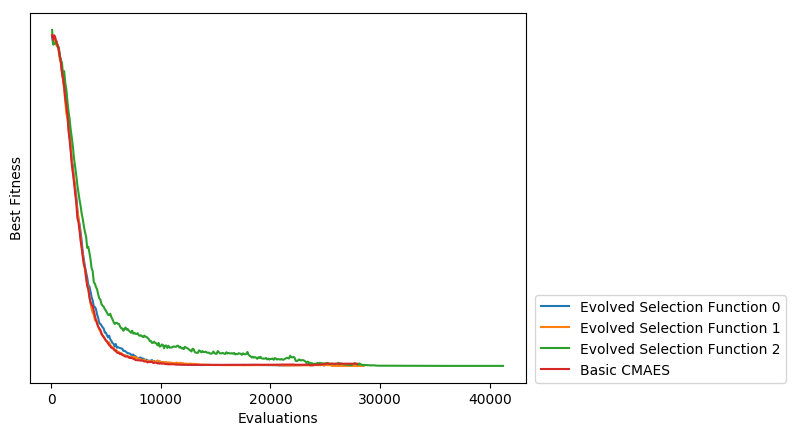 Best Fitness
0 10000 20000 30000 40000
Evaluations
Evolved Selection Function 0
Evolved Selection Function 1
Evolved Selection Function 2
Basic CMAES